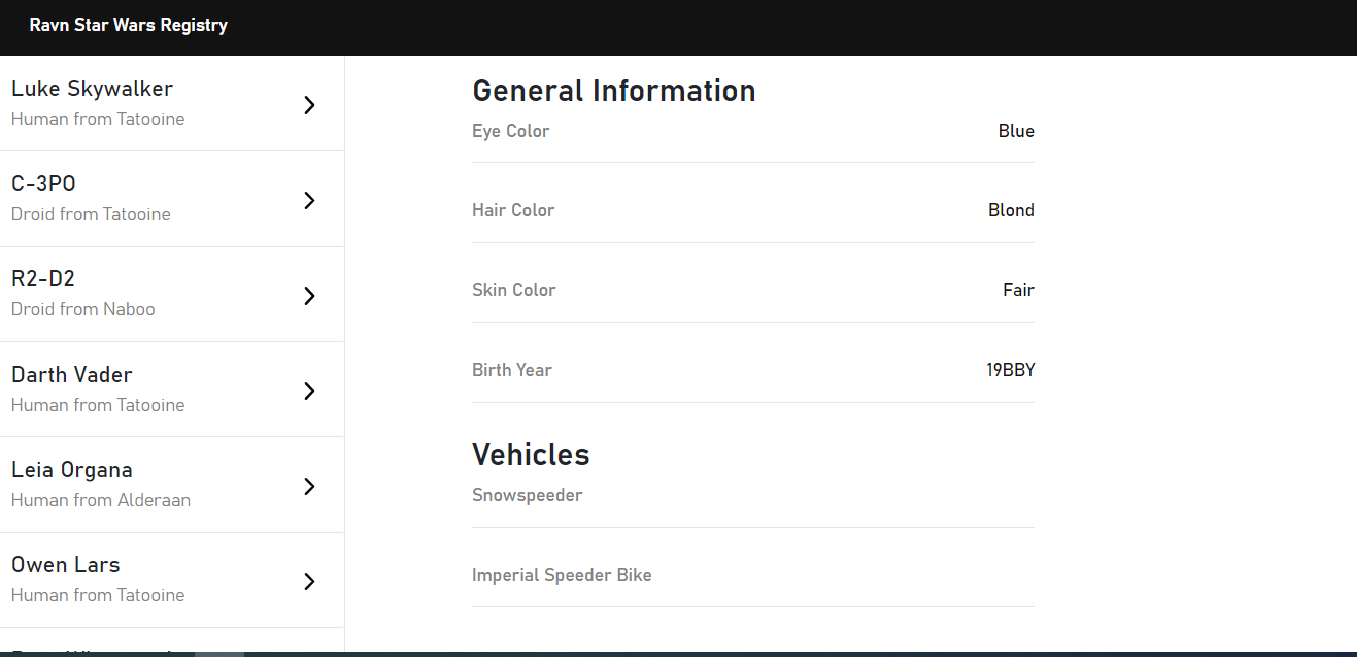 Ravn Star Wars Registry
Luke Skywalker
Human from Tatooine
C-3PO
Droid from Tatooine
R2-D2
Droid from Naboo
Darth Vader
Human from Tatooine
Leia Organa
Human from Alderaan
Owen Lars
Human from Tatooine
General Information
Eye Color Blue
Hair Color Blond
Skin Color Fair
Birth Year 19BBY
Vehicles
Snowspeeder
Imperial Speeder Bike